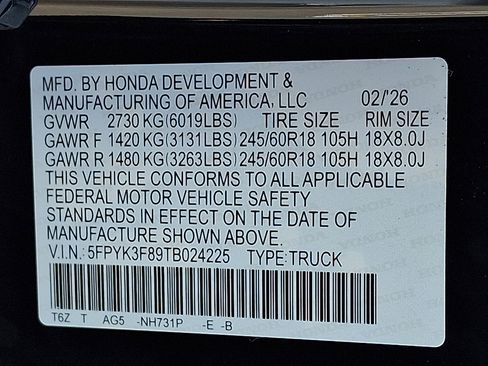 MFD. BY HONDA DEVELOPMENT &
MANUFACTURING OF AMERICA, LLC 02/'26
GVWR 2730 KG(6019LBS) TIRE SIZE RIM SIZE
GAWR F 1420 KG(3131LBS) 245/60R18 105H 18X8.0J
GAWR R 1480 KG(3263LBS) 245/60R18 105H 18X8.0J
THIS VEHICLE CONFORMS TO ALL APPLICABLE
FEDERAL MOTOR VEHICLE SAFETY
STANDARDS IN EFFECT ON THE DATE OF
MANUFACTURE SHOWN ABOVE.
V.I.N.:5FPYK3F89TB024225 TYPE:TRUCK
T6Z T AG5 -NH731P -E -B